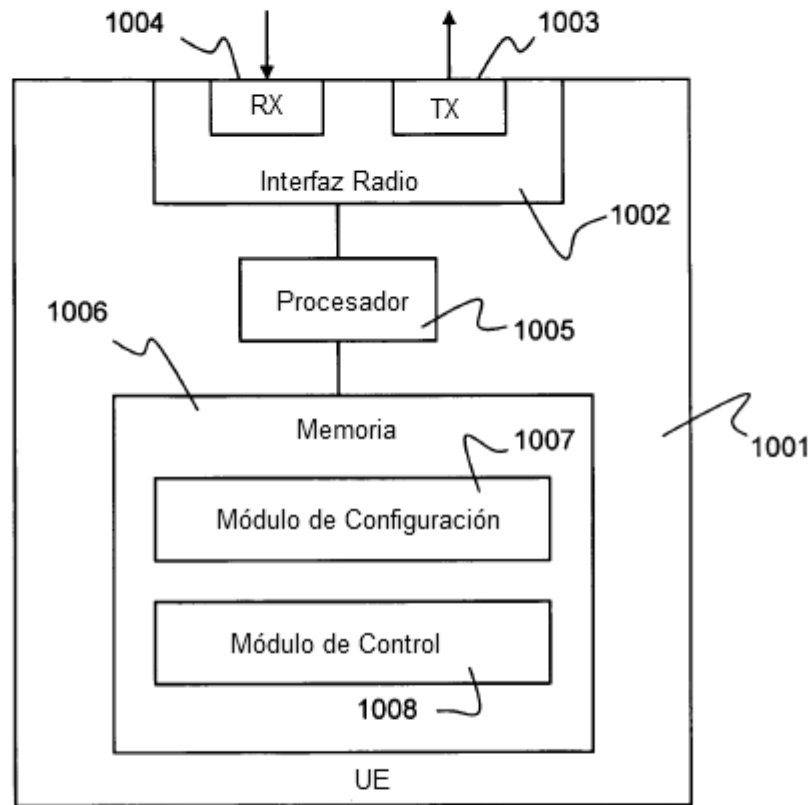 1004
1003
RX
TX
Interfaz Radio
1002
Procesador
1005
1006
Memoria
1007
1001
Módulo de Configuración
Módulo de Control
1008
UE